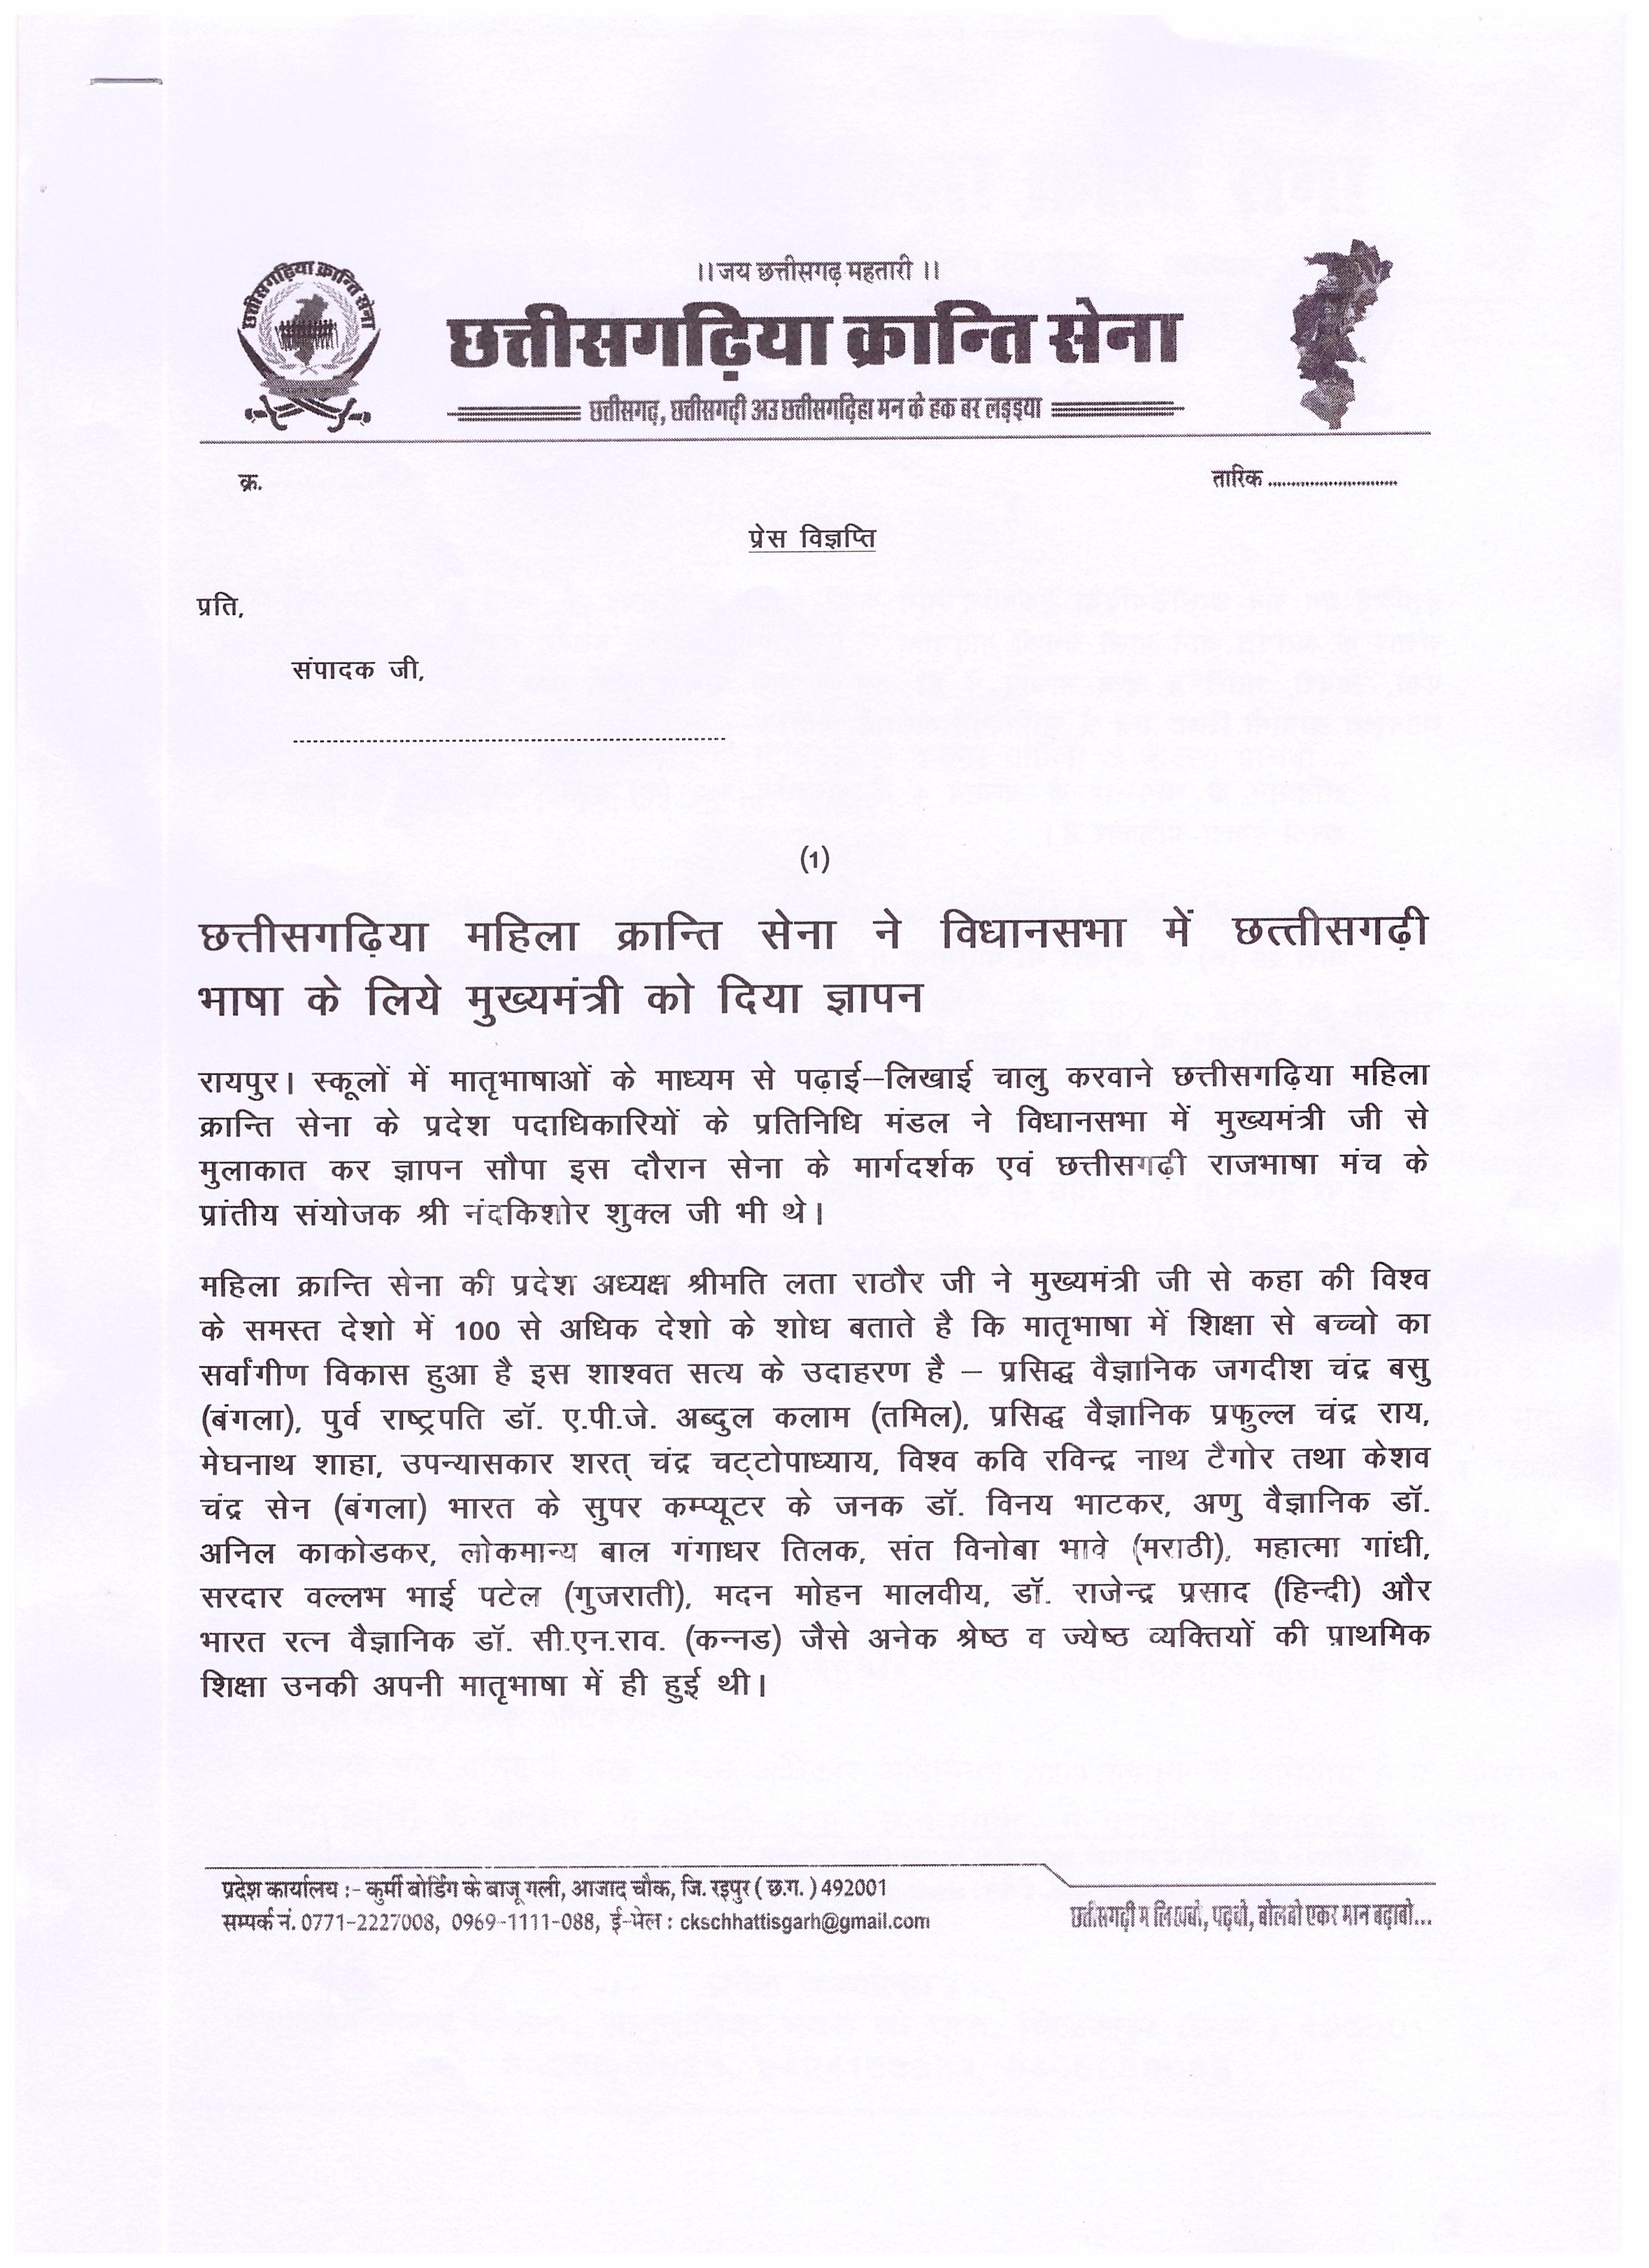 छत्तीसगढ़िया क्रान्ति सेना
।। जय छत्तीसगढ़ महतारी ।।
छत्तीसगढ़िया क्रान्ति सेना
छत्तीसगढ़, छत्तीसगढ़ी अउ छत्तीसगढ़िहा मन के हक बर लड़इया
क्र.
तारिक ............................
प्रेस विज्ञप्ति
प्रति,
संपादक जी,
................................................................
(1)
छत्तीसगढ़िया महिला क्रान्ति सेना ने विधानसभा में छत्तीसगढ़ी
भाषा के लिये मुख्यमंत्री को दिया ज्ञापन
रायपुर। स्कूलों में मातृभाषाओं के माध्यम से पढ़ाई–लिखाई चालु करवाने छत्तीसगढ़िया महिला
क्रान्ति सेना के प्रदेश पदाधिकारियों के प्रतिनिधि मंडल ने विधानसभा में मुख्यमंत्री जी से
मुलाकात कर ज्ञापन सौपा इस दौरान सेना के मार्गदर्शक एवं छत्तीसगढ़ी राजभाषा मंच के
प्रांतीय संयोजक श्री नंदकिशोर शुक्ल जी भी थे।
महिला क्रान्ति सेना की प्रदेश अध्यक्ष श्रीमति लता राठौर जी ने मुख्यमंत्री जी से कहा की विश्व
के समस्त देशो में 100 से अधिक देशो के शोध बताते है कि मातृभाषा में शिक्षा से बच्चो का
सर्वांगीण विकास हुआ है इस शाश्वत सत्य के उदाहरण है – प्रसिद्ध वैज्ञानिक जगदीश चंद्र बसु
(बंगला), पुर्व राष्ट्रपति डॉ. ए.पी.जे. अब्दुल कलाम (तमिल), प्रसिद्ध वैज्ञानिक प्रफुल्ल चंद्र राय,
मेघनाथ शाहा, उपन्यासकार शरत् चंद्र चट्टोपाध्याय, विश्व कवि रविन्द्र नाथ टैगोर तथा केशव
चंद्र सेन (बंगला) भारत के सुपर कम्प्यूटर के जनक डॉ. विनय भाटकर, अणु वैज्ञानिक डॉ.
अनिल काकोडकर, लोकमान्य बाल गंगाधर तिलक, संत विनोबा भावे (मराठी), महात्मा गांधी,
सरदार वल्लभ भाई पटेल (गुजराती), मदन मोहन मालवीय, डॉ. राजेन्द्र प्रसाद (हिन्दी) और
भारत रत्न वैज्ञानिक डॉ. सी.एन.राव. (कन्नड) जैसे अनेक श्रेष्ठ व ज्येष्ठ व्यक्तियों की प्राथमिक
शिक्षा उनकी अपनी मातृभाषा में ही हुई थी।
प्रदेश कार्यालय :- कुर्मी बोर्डिंग के बाजू गली, आजाद चौक, जि. रइपुर ( छ.ग. ) 492001
सम्पर्क नं. 0771-2227008, 0969-1111-088, ई-मेल : ckschhattisgarh@gmail.com
छत्तीसगढ़ी म लिखबो, पढ़बो, बोलबो एकर मान बढ़ाबो...